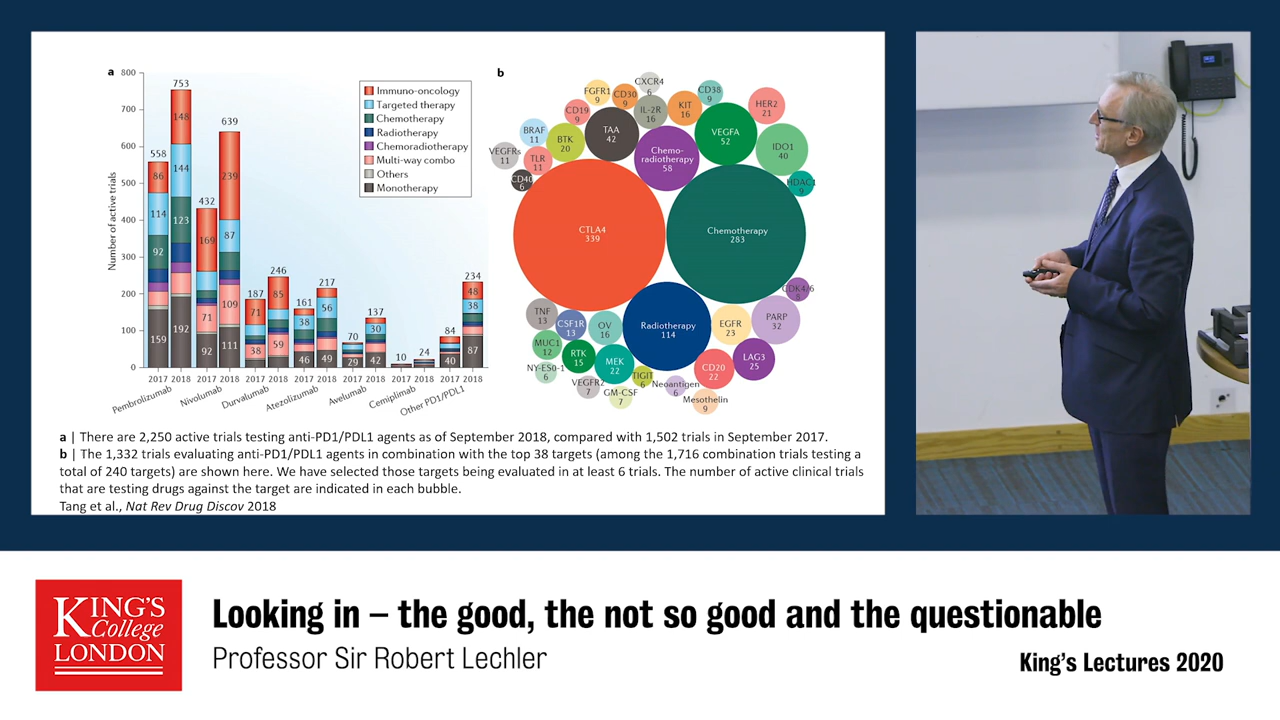 a
800
700
600
500
400
300
200
100
0
Number of active trials
558
753
432
639
187
246
161
217
70
137
10
24
84
234
86
148
114
144
92
123
159
192
169
239
87
71
109
92
111
71
85
38
59
38
56
46
49
30
29
42
48
38
40
87
2017 2018 2017 2018 2017 2018 2017 2018 2017 2018 2017 2018 2017 2018
Pembrolizumab
Nivolumab
Durvalumab
Atezolizumab
Avelumab
Cemiplimab
Other PD1/PDL1
Immuno-oncology
Targeted therapy
Chemotherapy
Radiotherapy
Chemoradiotherapy
Multi-way combo
Others
Monotherapy
b
CXCR4
6
FGFR1
9
CD30
9
CD38
9
CD19
9
IL-2R
16
KIT
16
HER2
21
BRAF
11
BTK
20
TAA
42
VEGFA
52
VEGFRs
11
TLR
11
Chemo-
radiotherapy
58
IDO1
40
CD40
6
HDAC1
9
CTLA4
339
Chemotherapy
283
CDK4/6
8
TNF
13
CSF1R
13
OV
16
Radiotherapy
114
EGFR
23
PARP
32
MUC1
12
RTK
15
MEK
22
LAG3
25
NY-ES0-1
6
VEGFR2
7
TIGIT
6
GM-CSF
7
Neoantigen
6
CD20
22
Mesothelin
9
a | There are 2,250 active trials testing anti-PD1/PDL1 agents as of September 2018, compared with 1,502 trials in September 2017.
b | The 1,332 trials evaluating anti-PD1/PDL1 agents in combination with the top 38 targets (among the 1,716 combination trials testing a
total of 240 targets) are shown here. We have selected those targets being evaluated in at least 6 trials. The number of active clinical trials
that are testing drugs against the target are indicated in each bubble.
Tang et al., Nat Rev Drug Discov 2018
KING'S
College
LONDON
Looking in – the good, the not so good and the questionable
Professor Sir Robert Lechler
King's Lectures 2020